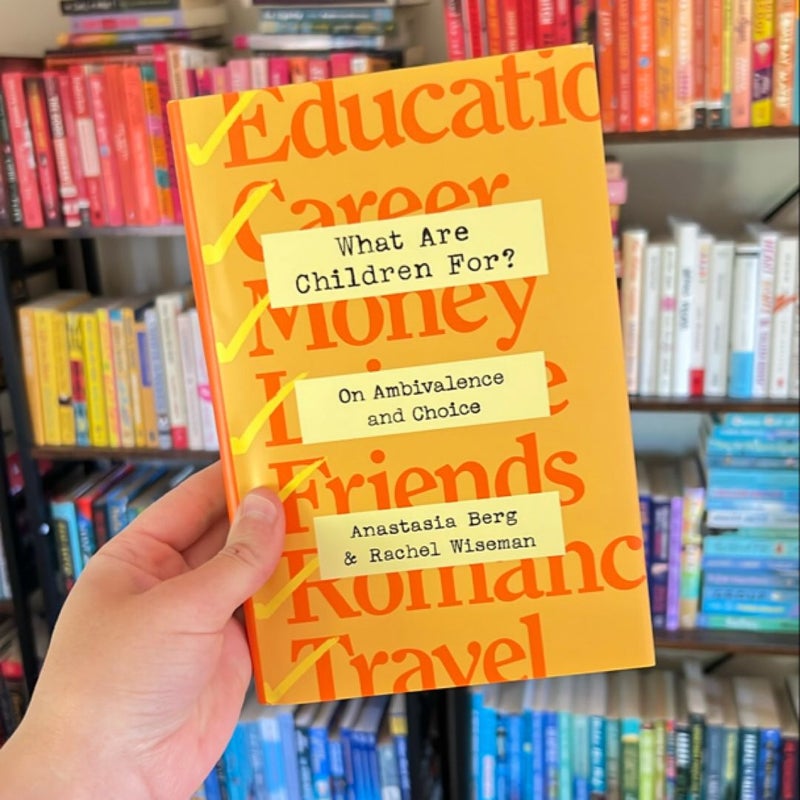 Educatio
Career
What Are
Children For?
Money
On Ambivalence
and Choice
Friends
Anastasia Berg
& Rachel Wiseman
Romanc
Travel